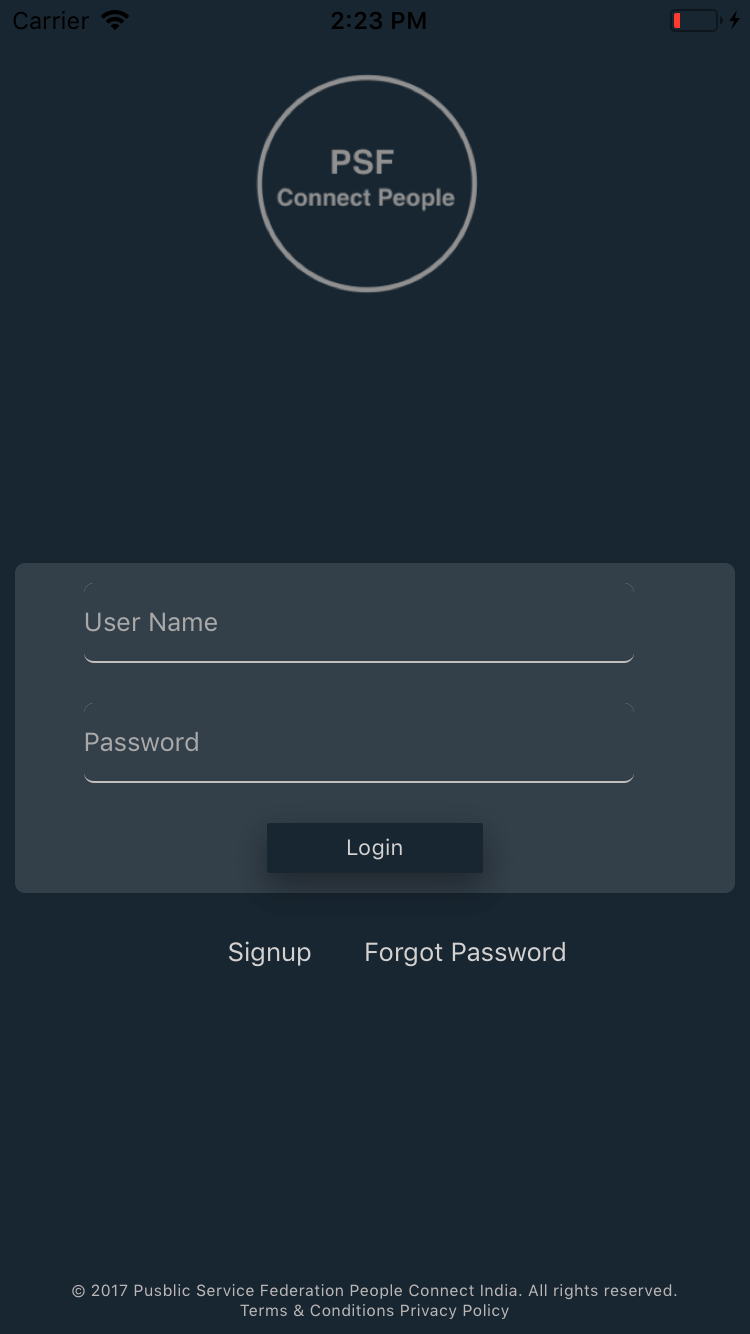 Carrier 2:23 PM
PSF
Connect People
User Name
Password
Login
Signup Forgot Password
© 2017 Pusblic Service Federation People Connect India. All rights reserved.
Terms & Conditions Privacy Policy